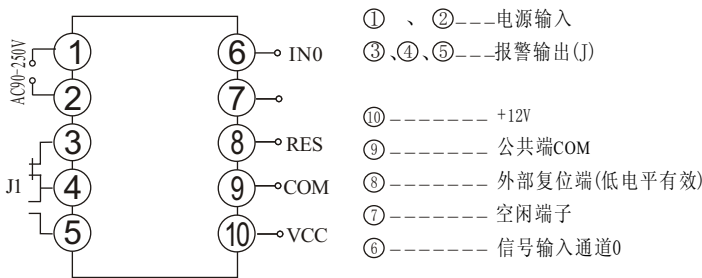 ① 、 ②---电源输入
③、④、⑤---报警输出(J)
⑩------- +12V
⑨------- 公共端COM
⑧------- 外部复位端(低电平有效)
⑦------- 空闲端子
⑥------- 信号输入通道0
AC90-250V
J1
1
2
3
4
5
6 IN0
7
8 RES
9 COM
10 VCC